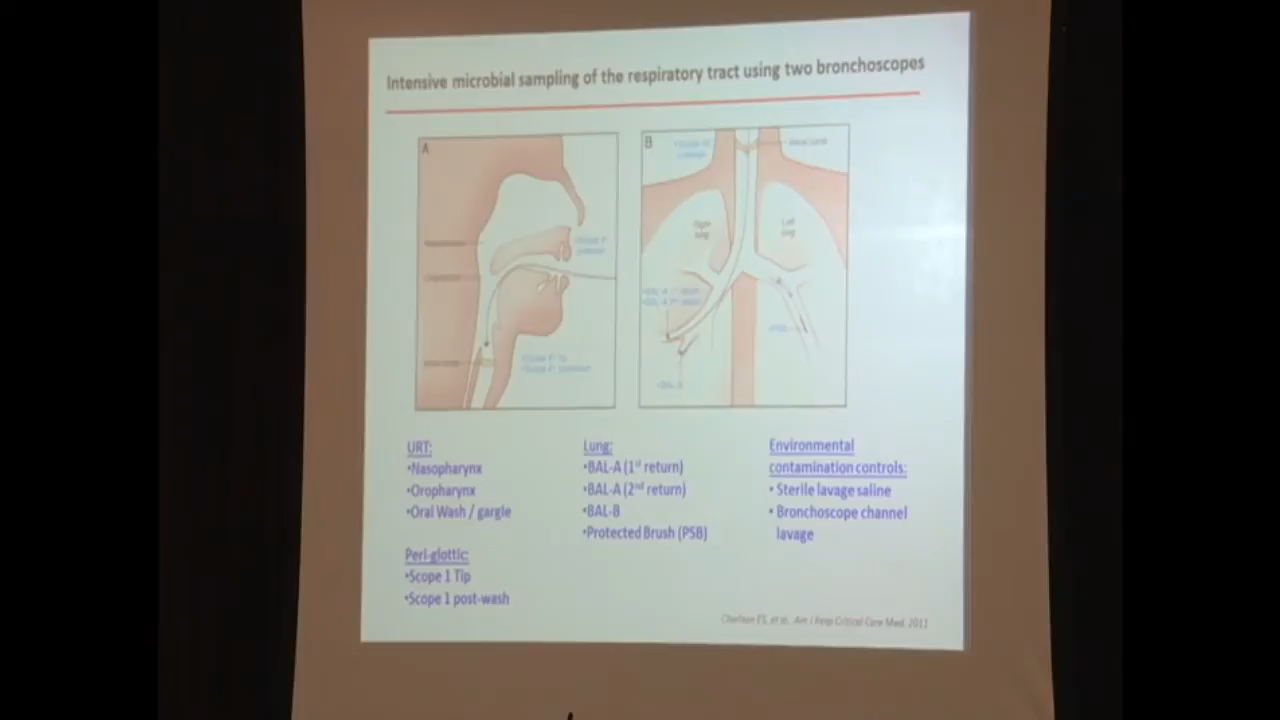 Intensive microbial sampling of the respiratory tract using two bronchoscopes
A
B
Right
lung
Left
lung
URT:
•Nasopharynx
•Oropharynx
•Oral Wash / gargle
Peri-glottic:
•Scope 1 Tip
•Scope 1 post-wash
Lung:
•BAL-A (1st return)
•BAL-A (2nd return)
•BAL-B
•Protected Brush (PSB)
Environmental
contamination controls:
• Sterile lavage saline
• Bronchoscope channel
lavage
et al, Am J Resp Critical Care Med, 2011